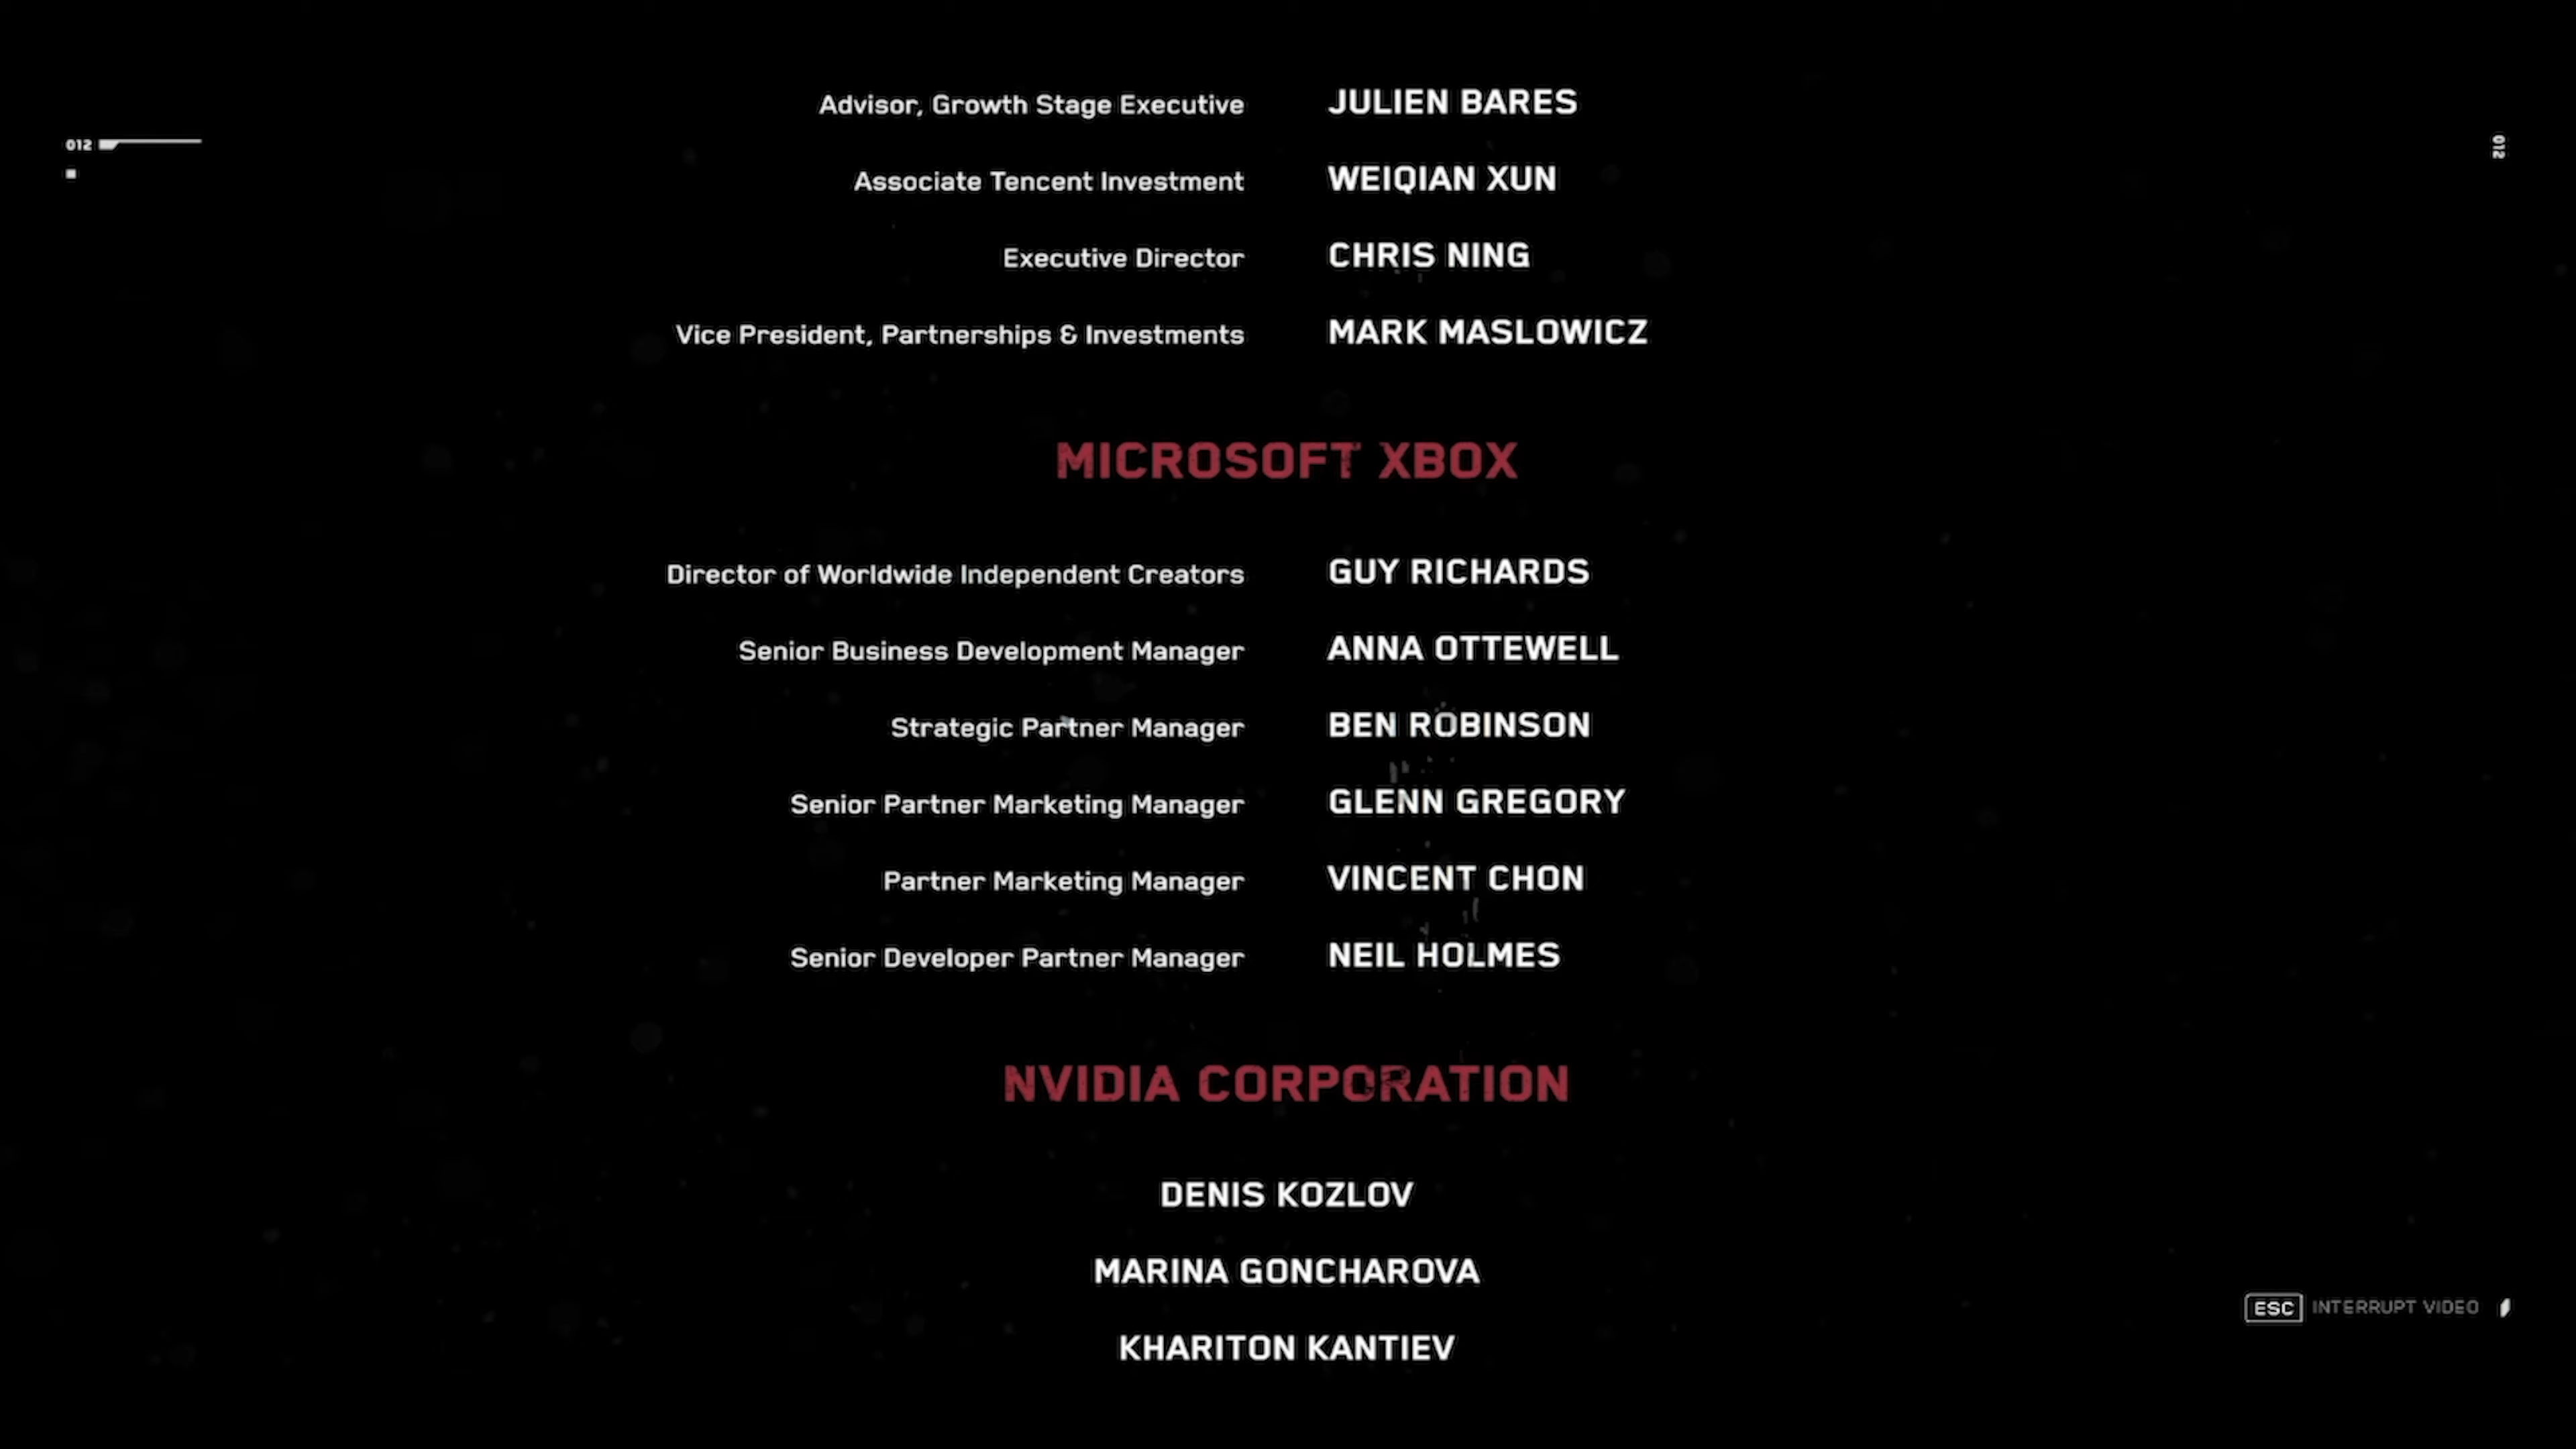 Advisor, Growth Stage Executive JULIEN BARES
012
012
Associate Tencent Investment WEIQIAN XUN
Executive Director CHRIS NING
Vice President, Partnerships & Investments MARK MASLOWICZ
MICROSOFT XBOX
Director of Worldwide Independent Creators GUY RICHARDS
Senior Business Development Manager ANNA OTTEWELL
Strategic Partner Manager BEN ROBINSON
Senior Partner Marketing Manager GLENN GREGORY
Partner Marketing Manager VINCENT CHON
Senior Developer Partner Manager NEIL HOLMES
NVIDIA CORPORATION
DENIS KOZLOV
MARINA GONCHAROVA
ESC INTERRUPT VIDEO
KHARITON KANTIEV